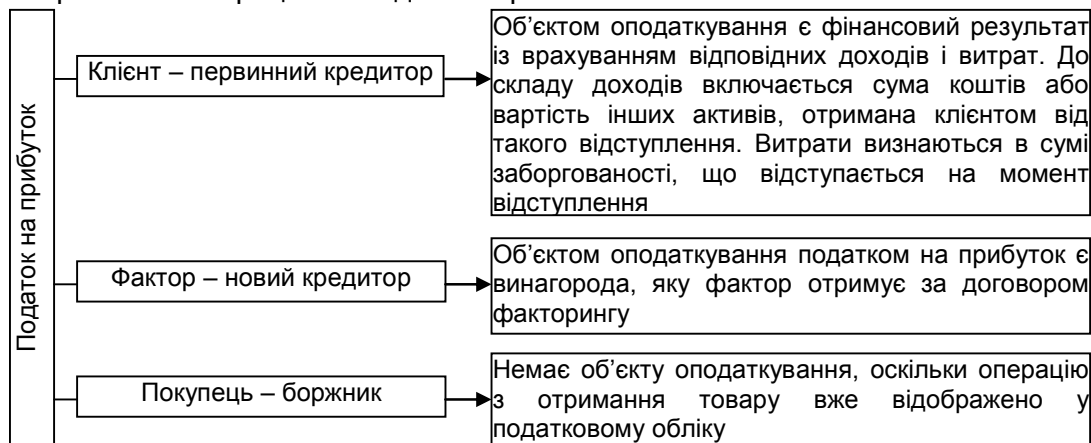 Податок на прибуток
Клієнт – первинний кредитор
Об’єктом оподаткування є фінансовий результат
із врахуванням відповідних доходів і витрат. До
складу доходів включається сума коштів або
вартість інших активів, отримана клієнтом від
такого відступлення. Витрати визнаються в сумі
заборгованості, що відступається на момент
відступлення
Фактор – новий кредитор
Об’єктом оподаткування податком на прибуток є
винагорода, яку фактор отримує за договором
факторингу
Покупець – боржник
Немає об’єкту оподаткування, оскільки операцію
з отримання товару вже відображено у
податковому обліку